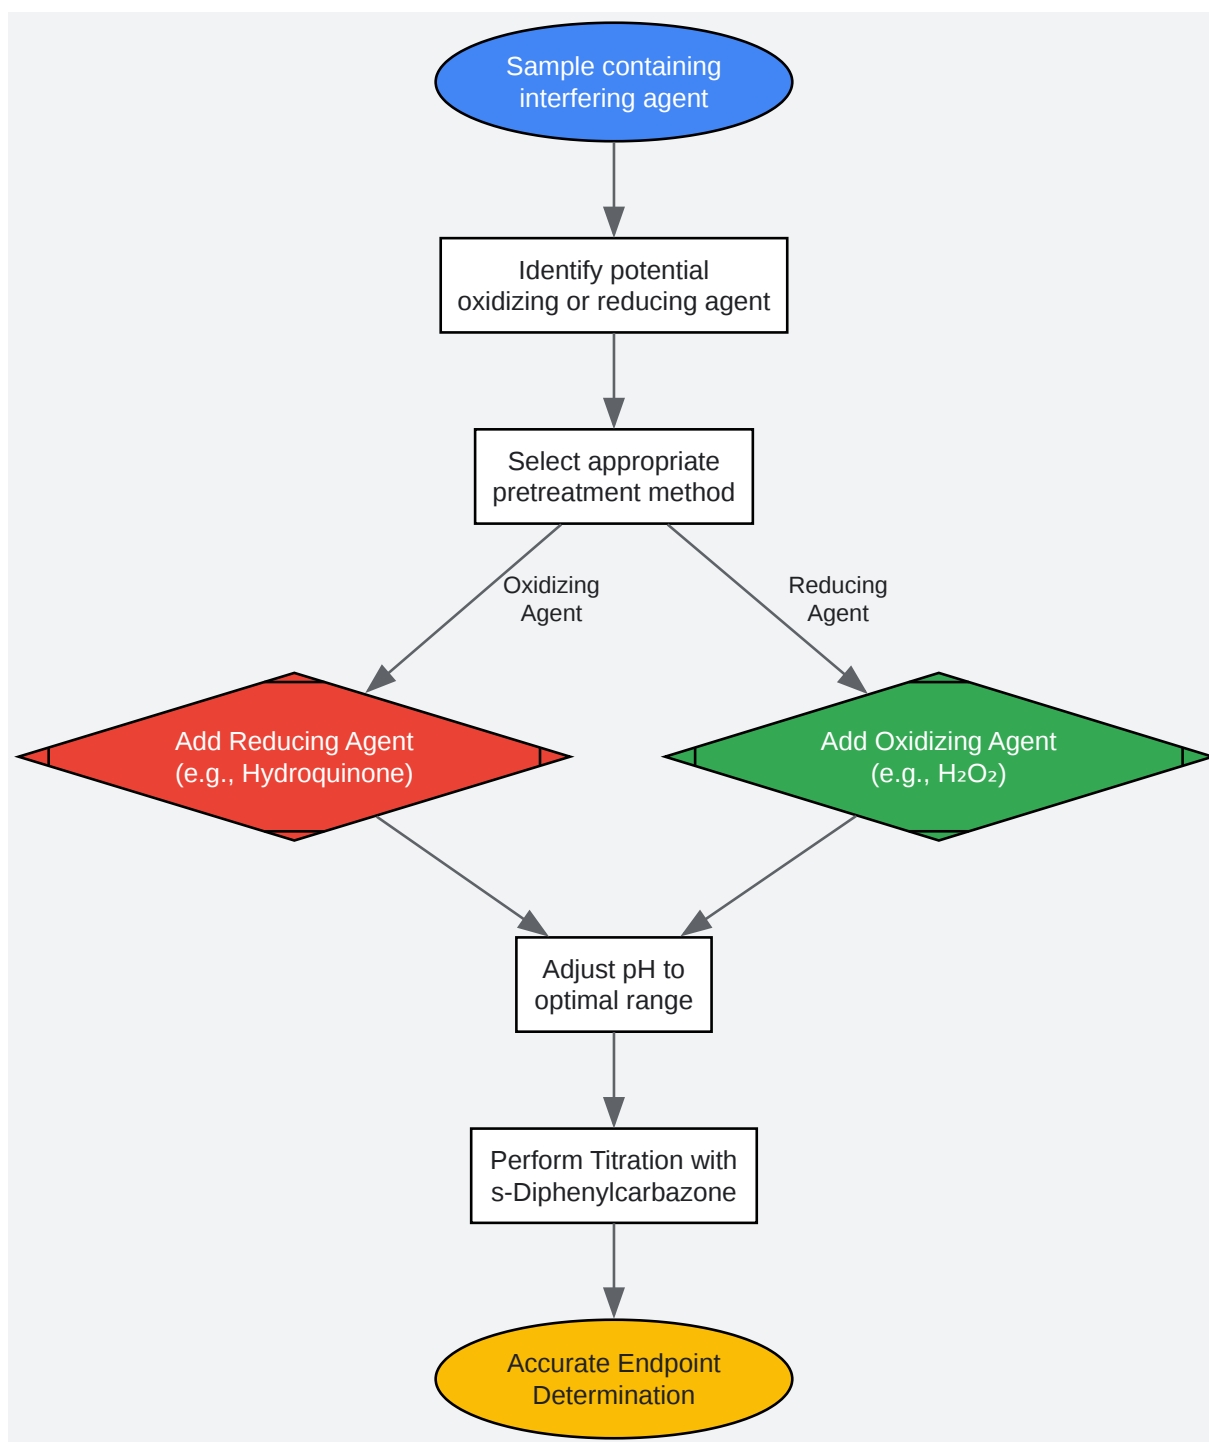 Sample containing
interfering agent
Identify potential
oxidizing or reducing agent
Select appropriate
pretreatment method
Oxidizing
Agent
Reducing
Agent
Add Reducing Agent
(e.g., Hydroquinone)
Add Oxidizing Agent
(e.g., H₂O₂)
Adjust pH to
optimal range
Perform Titration with
s-Diphenylcarbazone
Accurate Endpoint
Determination